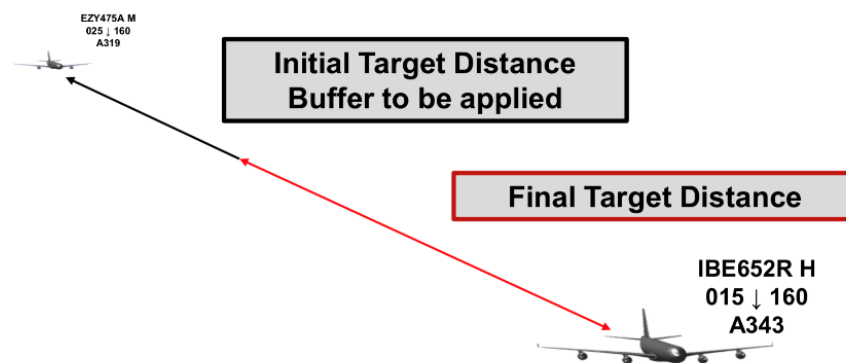 EZY475A M
025 ↓ 160
A319
Initial Target Distance
Buffer to be applied
Final Target Distance
IBE652R H
015 ↓ 160
A343